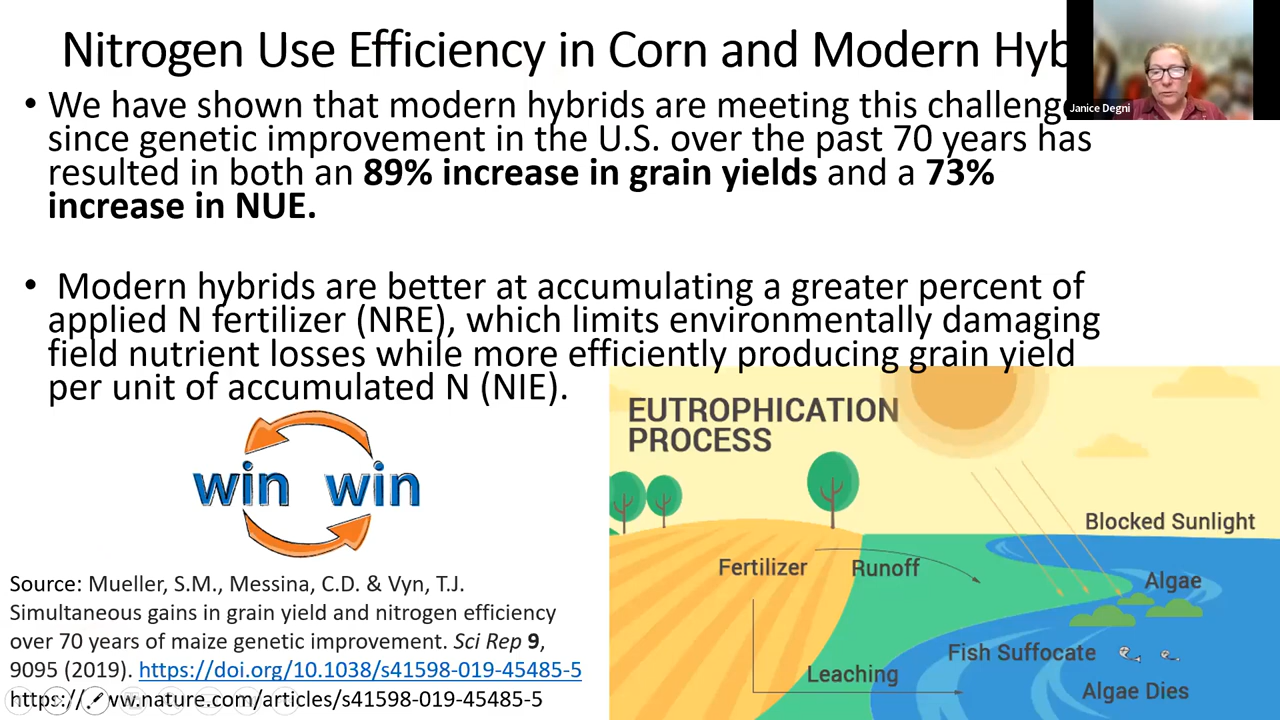 Nitrogen Use Efficiency in Corn and Modern Hyb
Janice Degni
• We have shown that modern hybrids are meeting this challenge
since genetic improvement in the U.S. over the past 70 years has
resulted in both an 89% increase in grain yields and a 73%
increase in NUE.
• Modern hybrids are better at accumulating a greater percent of
applied N fertilizer (NRE), which limits environmentally damaging
field nutrient losses while more efficiently producing grain yield
per unit of accumulated N (NIE).
win win
Source: Mueller, S.M., Messina, C.D. & Vyn, T.J.
Simultaneous gains in grain yield and nitrogen efficiency
over 70 years of maize genetic improvement. Sci Rep 9,
9095 (2019). https://doi.org/10.1038/s41598-019-45485-5
https://www.nature.com/articles/s41598-019-45485-5
EUTROPHICATION
PROCESS
Blocked Sunlight
Fertilizer
Runoff
Algae
Fish Suffocate
Leaching
Algae Dies